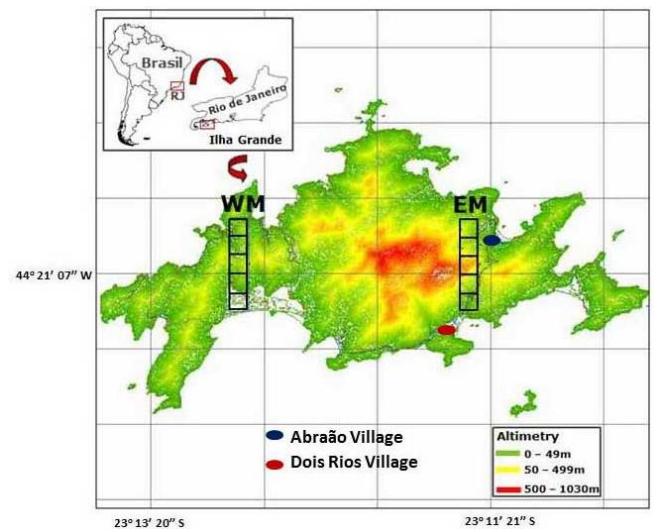 Brasil
RJ
Rio de Janeiro
Ilha Grande
WM
EM
44° 21' 07" W
Abraão Village
Dois Rios Village
Altimetry
0 – 49m
50 – 499m
500 – 1030m
23° 13' 20" S
23° 11' 21" S